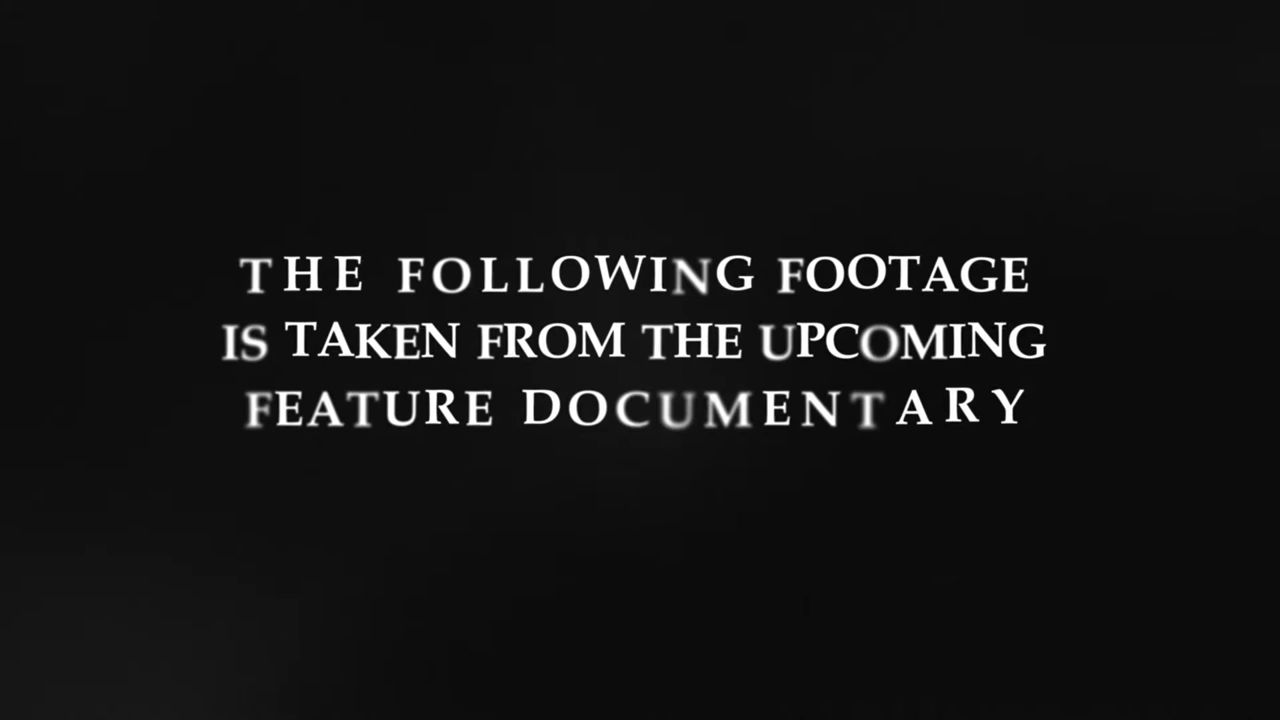 THE FOLLOWING FOOTAGE
IS TAKEN FROM THE UPCOMING
FEATURE DOCUMENTARY